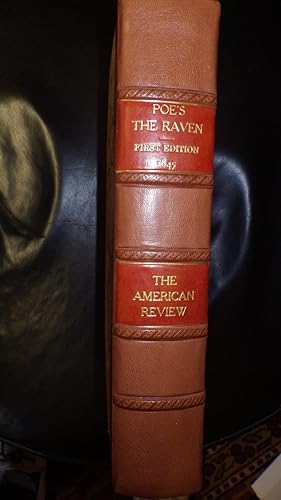 POE'S
THE RAVEN
FIRST EDITION
1845
THE
AMERICAN
REVIEW